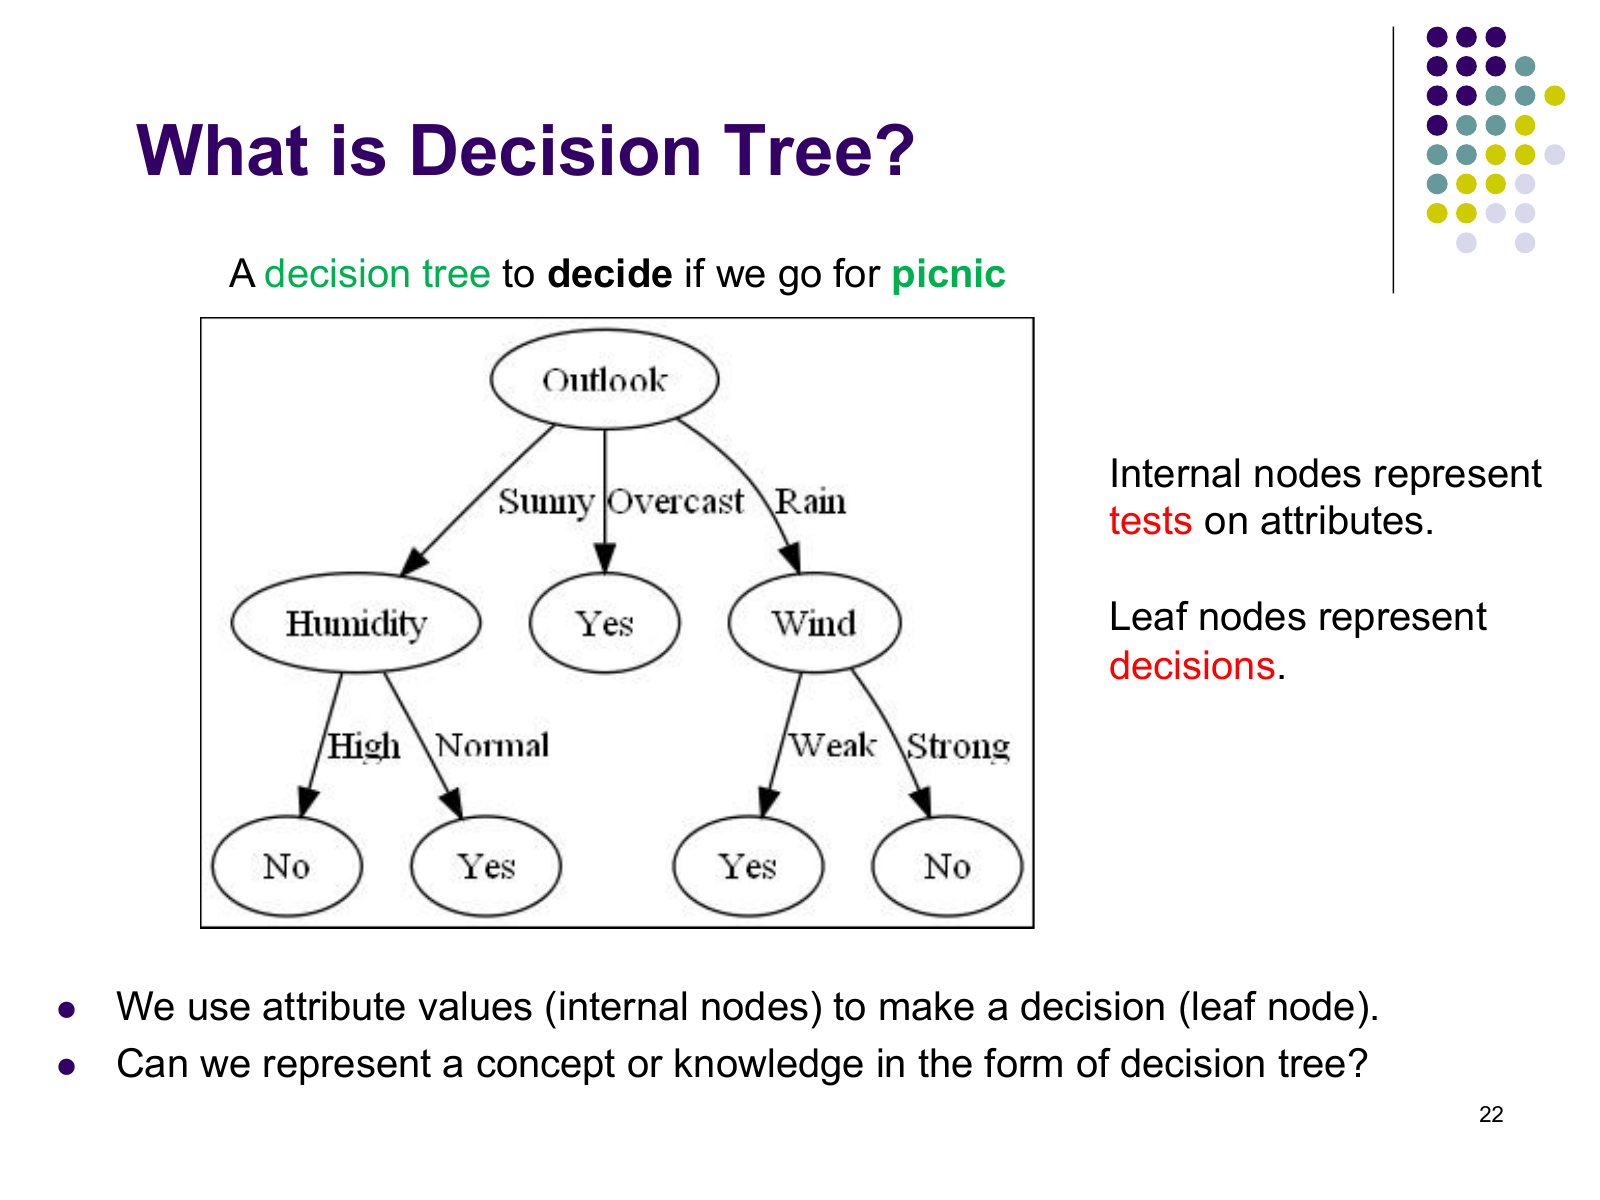 What is Decision Tree?
A decision tree to decide if we go for picnic
Outlook
Sunny Overcast Rain
Humidity Yes Wind
High Normal Weak Strong
No Yes Yes No
Internal nodes represent
tests on attributes.
Leaf nodes represent
decisions.
We use attribute values (internal nodes) to make a decision (leaf node).
Can we represent a concept or knowledge in the form of decision tree?
22